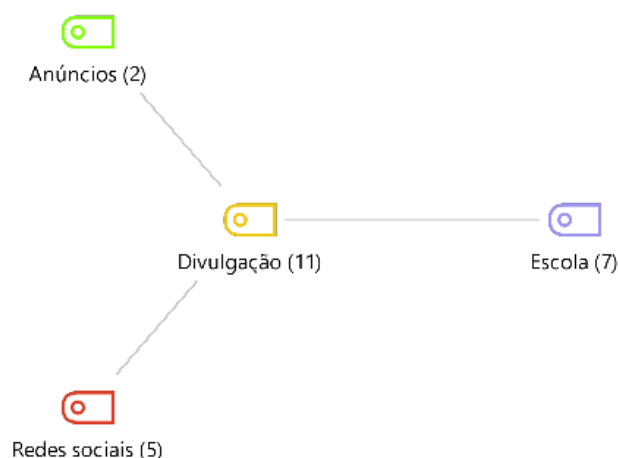 Anúncios (2)
Divulgação (11)
Escola (7)
Redes sociais (5)